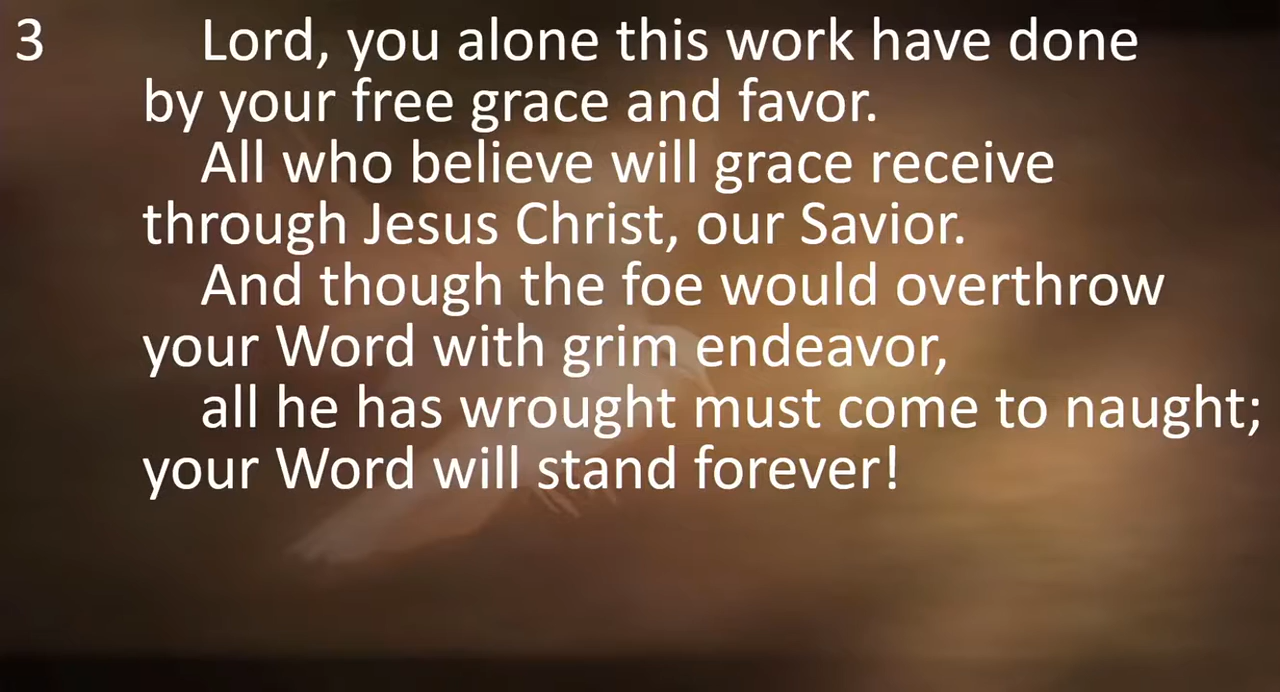 3 Lord, you alone this work have done
by your free grace and favor.
All who believe will grace receive
through Jesus Christ, our Savior.
And though the foe would overthrow
your Word with grim endeavor,
all he has wrought must come to naught;
your Word will stand forever!